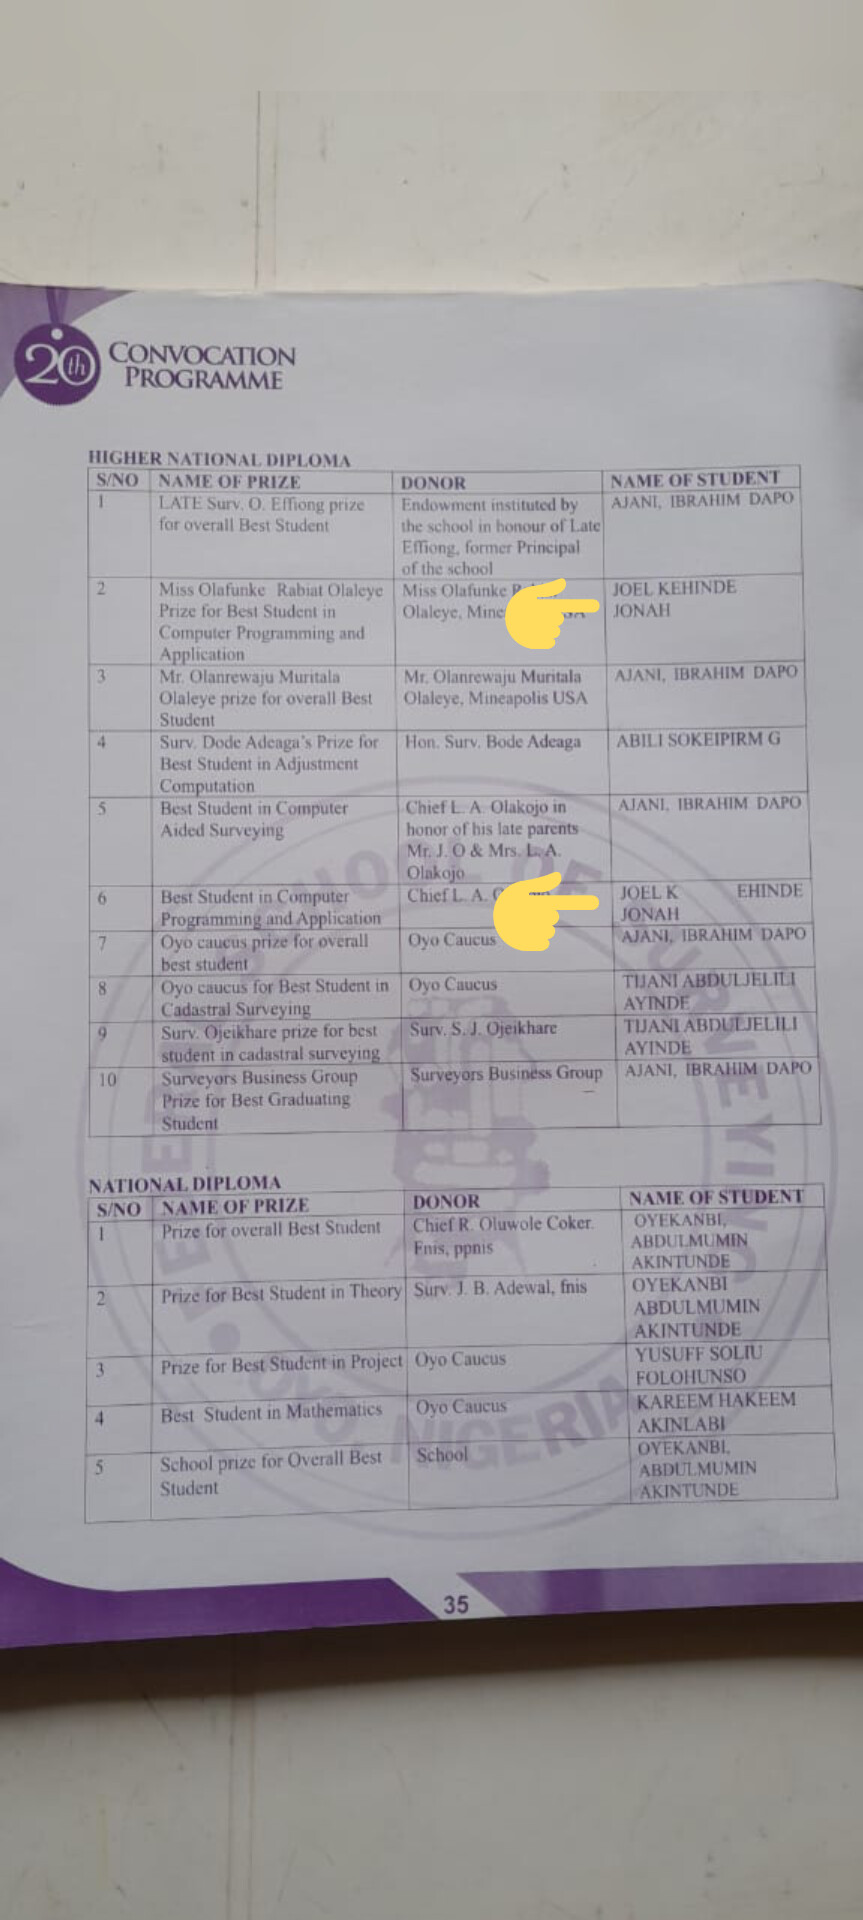 20th CONVOCATION
PROGRAMME
HIGHER NATIONAL DIPLOMA
S/NO NAME OF PRIZE DONOR NAME OF STUDENT
1 LATE Surv. O. Effiong prize Endowment instituted by AJANI, IBRAHIM DAPO
for overall Best Student the school in honour of Late
Effiong, former Principal
of the school
2 Miss Olafunke Rabiat Olaleye Miss Olafunke JOEL KEHINDE
Prize for Best Student in Olaleye, JONAH
Computer Programming and
Application
3 Mr. Olanrewaju Muritala Mr. Olanrewaju Muritala AJANI, IBRAHIM DAPO
Olaleye prize for overall Best Olaleye, Mineapolis USA
Student
4 Surv. Dode Adeaga's Prize for Hon. Surv. Bode Adeaga ABILI SOKEIPIRM G
Best Student in Adjustment
Computation
5 Best Student in Computer Chief L. A. Olakojo in AJANI, IBRAHIM DAPO
Aided Surveying honor of his late parents
Mr. J. O & Mrs. L. A.
Olakojo
6 Best Student in Computer Chief L. A. JOEL K EHINDE
Programming and Application JONAH
7 Oyo caucus prize for overall Oyo Caucus AJANI, IBRAHIM DAPO
best student
8 Oyo caucus for Best Student in Oyo Caucus TIJANI ABDULJELILI
Cadastral Surveying AYINDE
9 Surv. Ojeikhare prize for best Surv. S. J. Ojeikhare TIJANI ABDULJELILI
student in cadastral surveying AYINDE
10 Surveyors Business Group Surveyors Business Group AJANI, IBRAHIM DAPO
Prize for Best Graduating
Student
NATIONAL DIPLOMA
S/NO NAME OF PRIZE DONOR NAME OF STUDENT
1 Prize for overall Best Student Chief R. Oluwole Coker. OYEKANBI,
Fnis, ppnis ABDULMUMIN
AKINTUNDE
2 Prize for Best Student in Theory Surv. J. B. Adewal, fnis OYEKANBI
ABDULMUMIN
AKINTUNDE
3 Prize for Best Student in Project Oyo Caucus YUSUFF SOLIU
FOLOHUNSO
4 Best Student in Mathematics Oyo Caucus KAREEM HAKEEM
AKINLABI
5 School prize for Overall Best School OYEKANBI,
Student ABDULMUMIN
AKINTUNDE
SCHOOL OF SURVEYING
OYO, NIGERIA
35